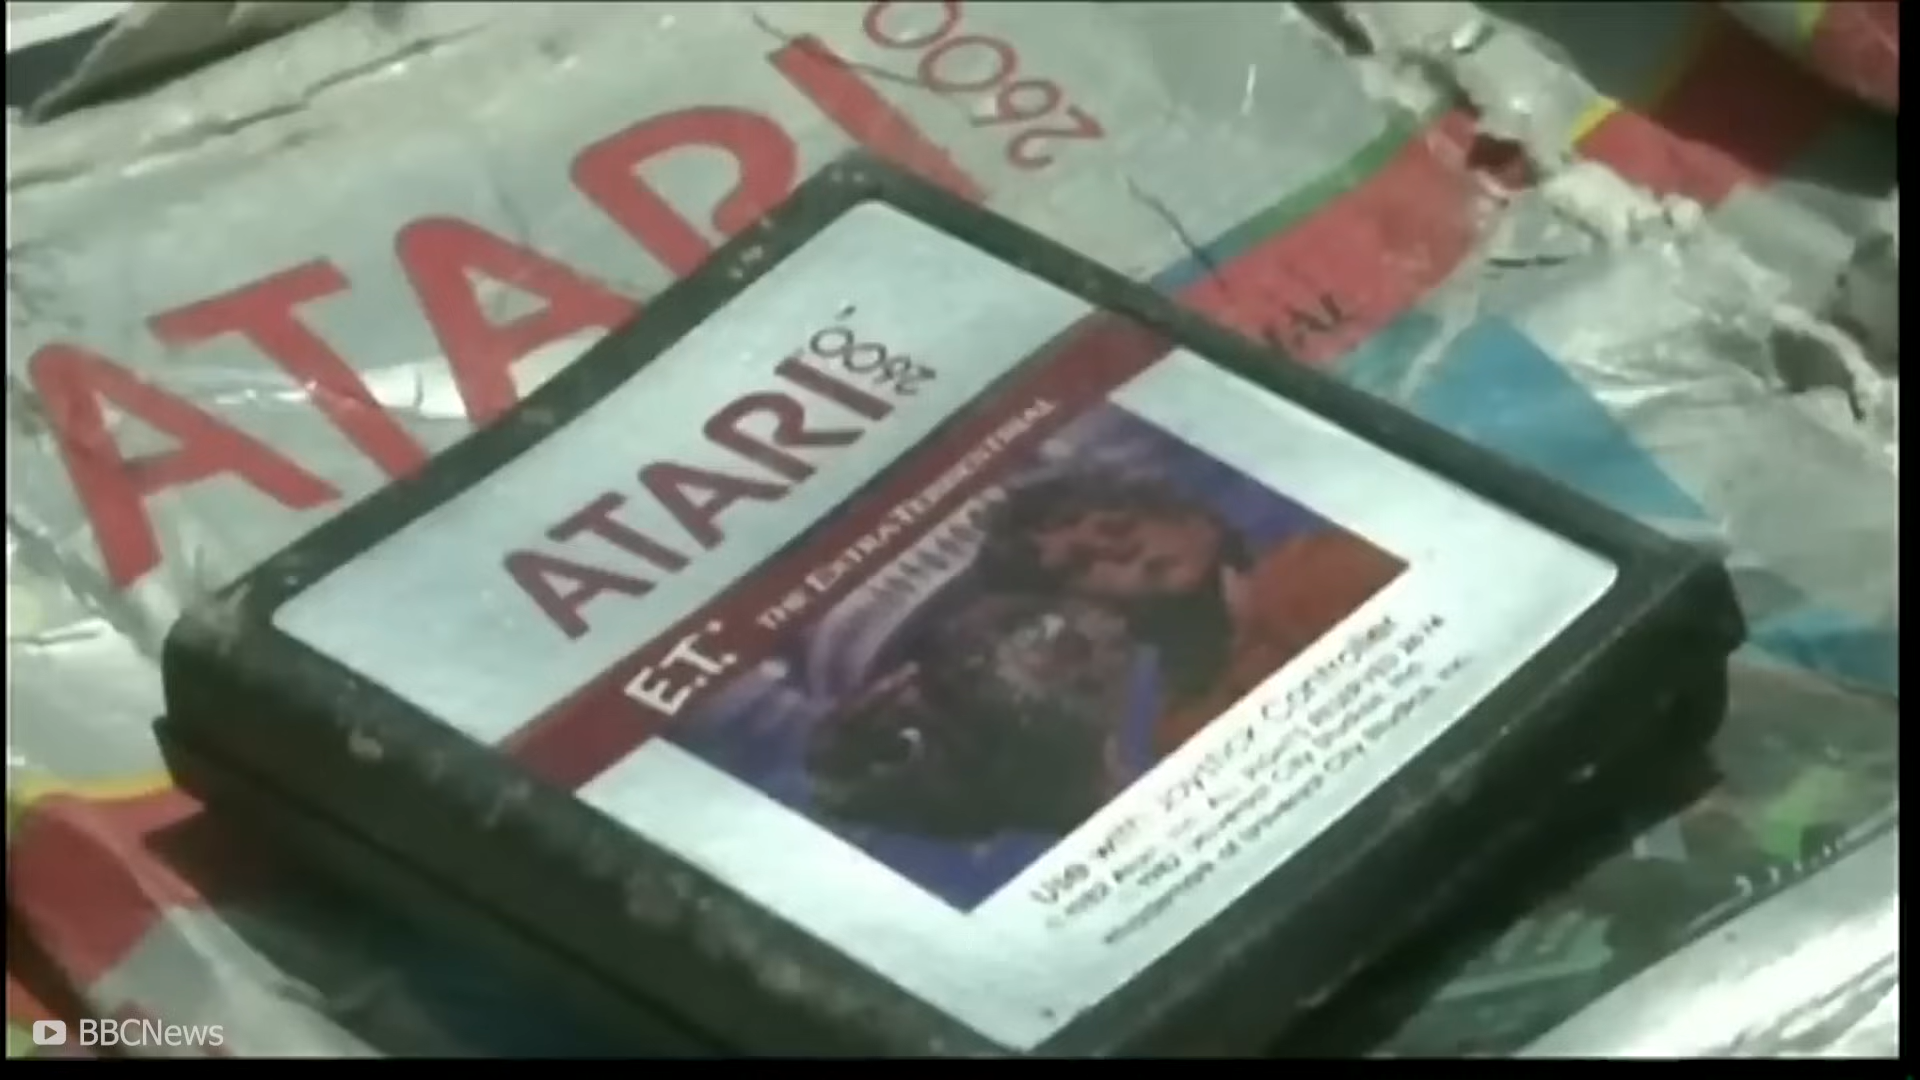 2600
ATARI
ATARI
2600
E.T.
THE EXTRA-TERRESTRIAL
Use with Joystick Controller
BBCNews